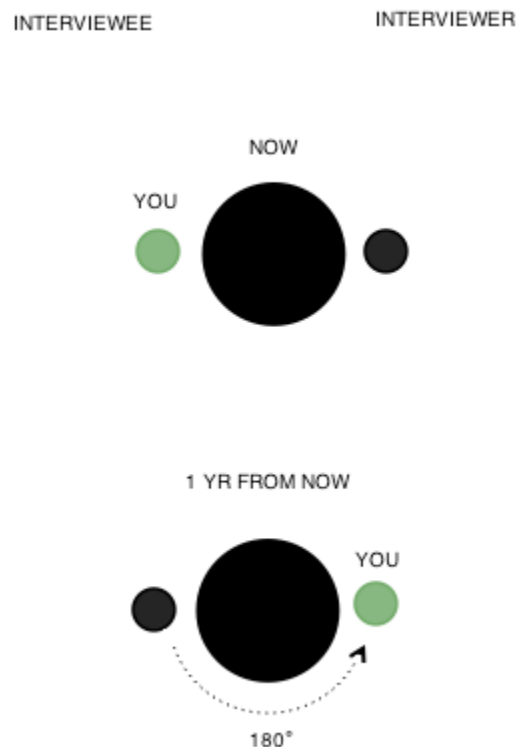 INTERVIEWEE
INTERVIEWER
NOW
YOU
1 YR FROM NOW
YOU
180°